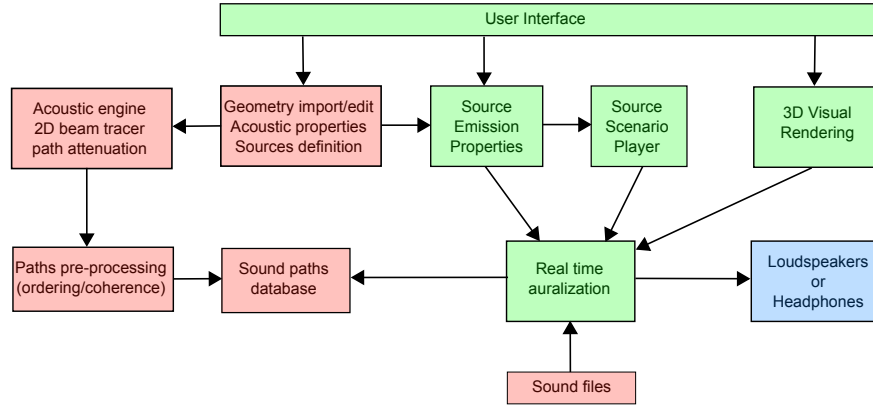 User Interface
Acoustic engine
2D beam tracer
path attenuation
Geometry import/edit
Acoustic properties
Sources definition
Source
Emission
Properties
Source
Scenario
Player
3D Visual
Rendering
Paths pre-processing
(ordering/coherence)
Sound paths
database
Real time
auralization
Loudspeakers
or
Headphones
Sound files